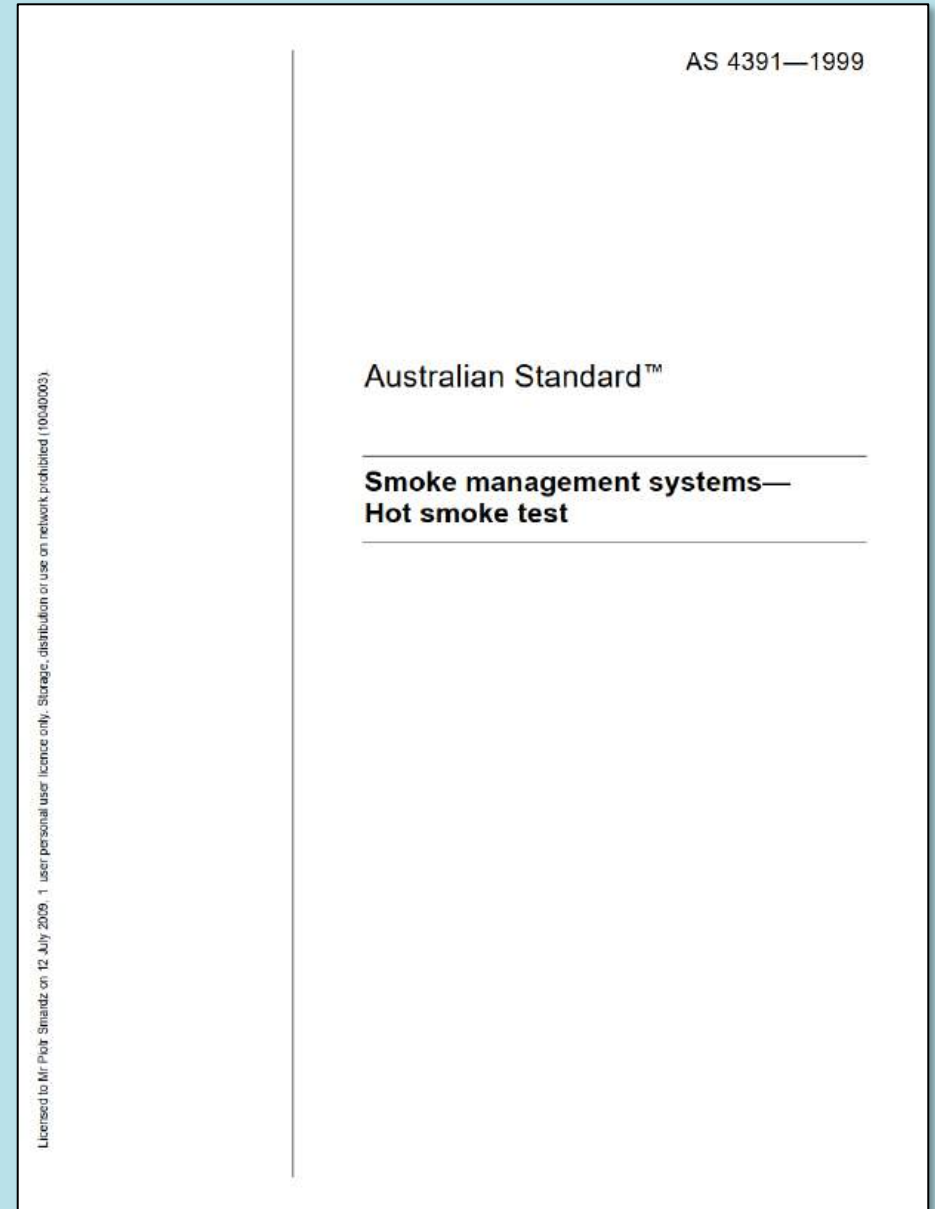 AS 4391—1999
Australian Standard™
Smoke management systems—
Hot smoke test
Licensed to Mr Piotr Smardz on 12 July 2009. 1 user personal user licence only. Storage, distribution or use on network prohibited (10040003).